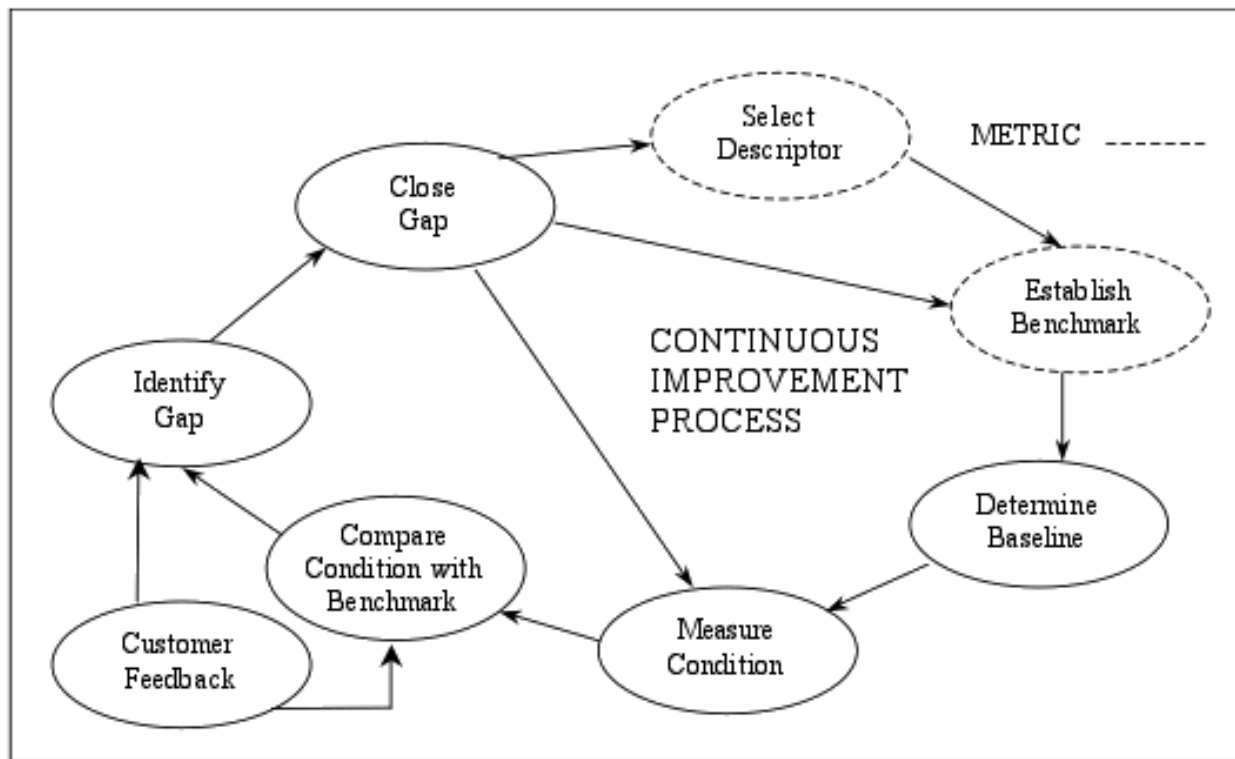 Select
Descriptor
METRIC
Close
Gap
Establish
Benchmark
CONTINUOUS
IMPROVEMENT
PROCESS
Identify
Gap
Determine
Baseline
Compare
Condition with
Benchmark
Measure
Condition
Customer
Feedback